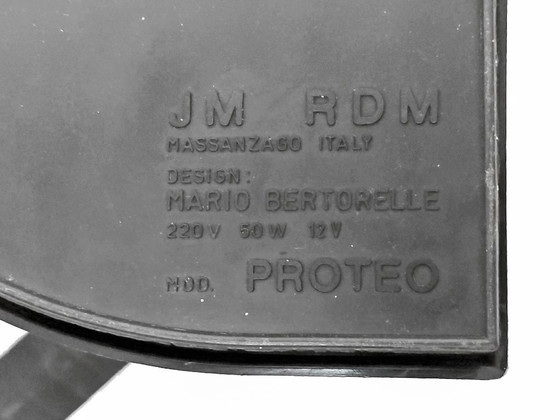 JM RDM
MASSANZAGO ITALY
DESIGN:
MARIO BERTORELLE
220V 50W 12V
MOD. PROTEO